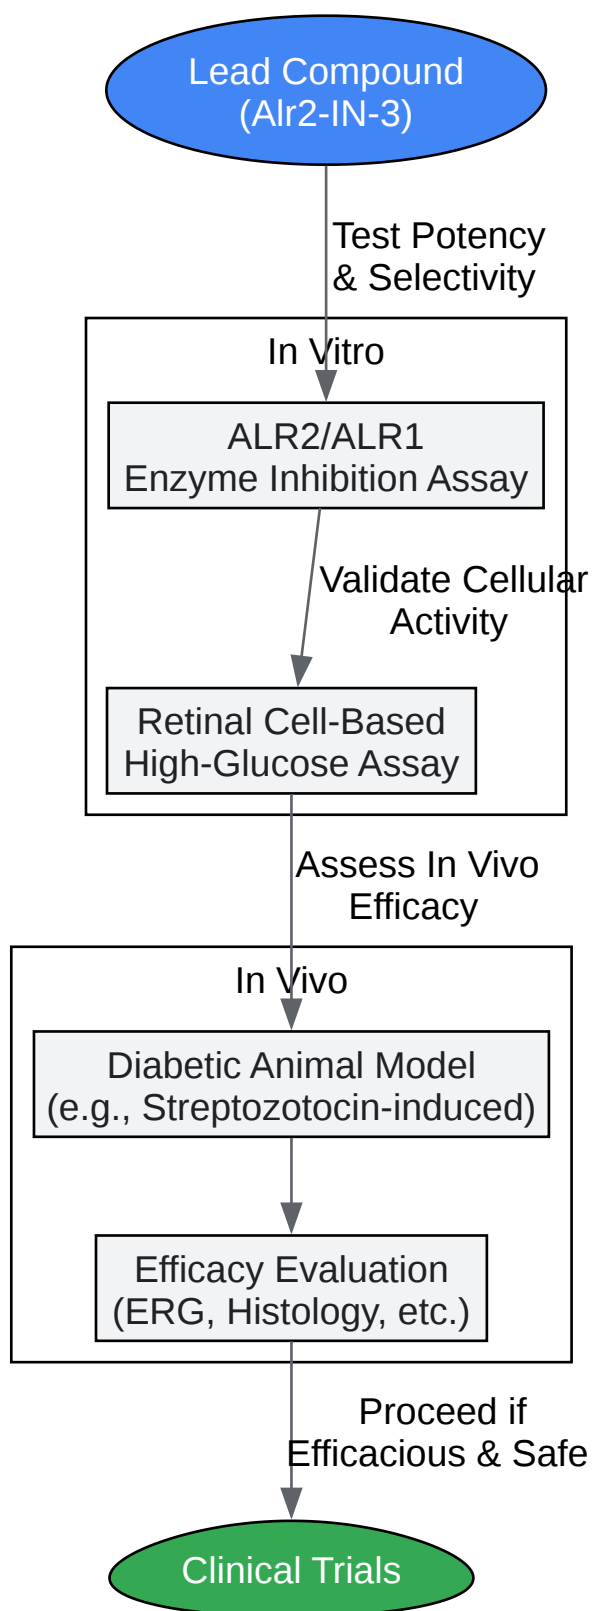 Lead Compound
(Alr2-IN-3)
Test Potency
& Selectivity
In Vitro
ALR2/ALR1
Enzyme Inhibition Assay
Validate Cellular
Activity
Retinal Cell-Based
High-Glucose Assay
Assess In Vivo
Efficacy
In Vivo
Diabetic Animal Model
(e.g., Streptozotocin-induced)
Efficacy Evaluation
(ERG, Histology, etc.)
Proceed if
Efficacious & Safe
Clinical Trials